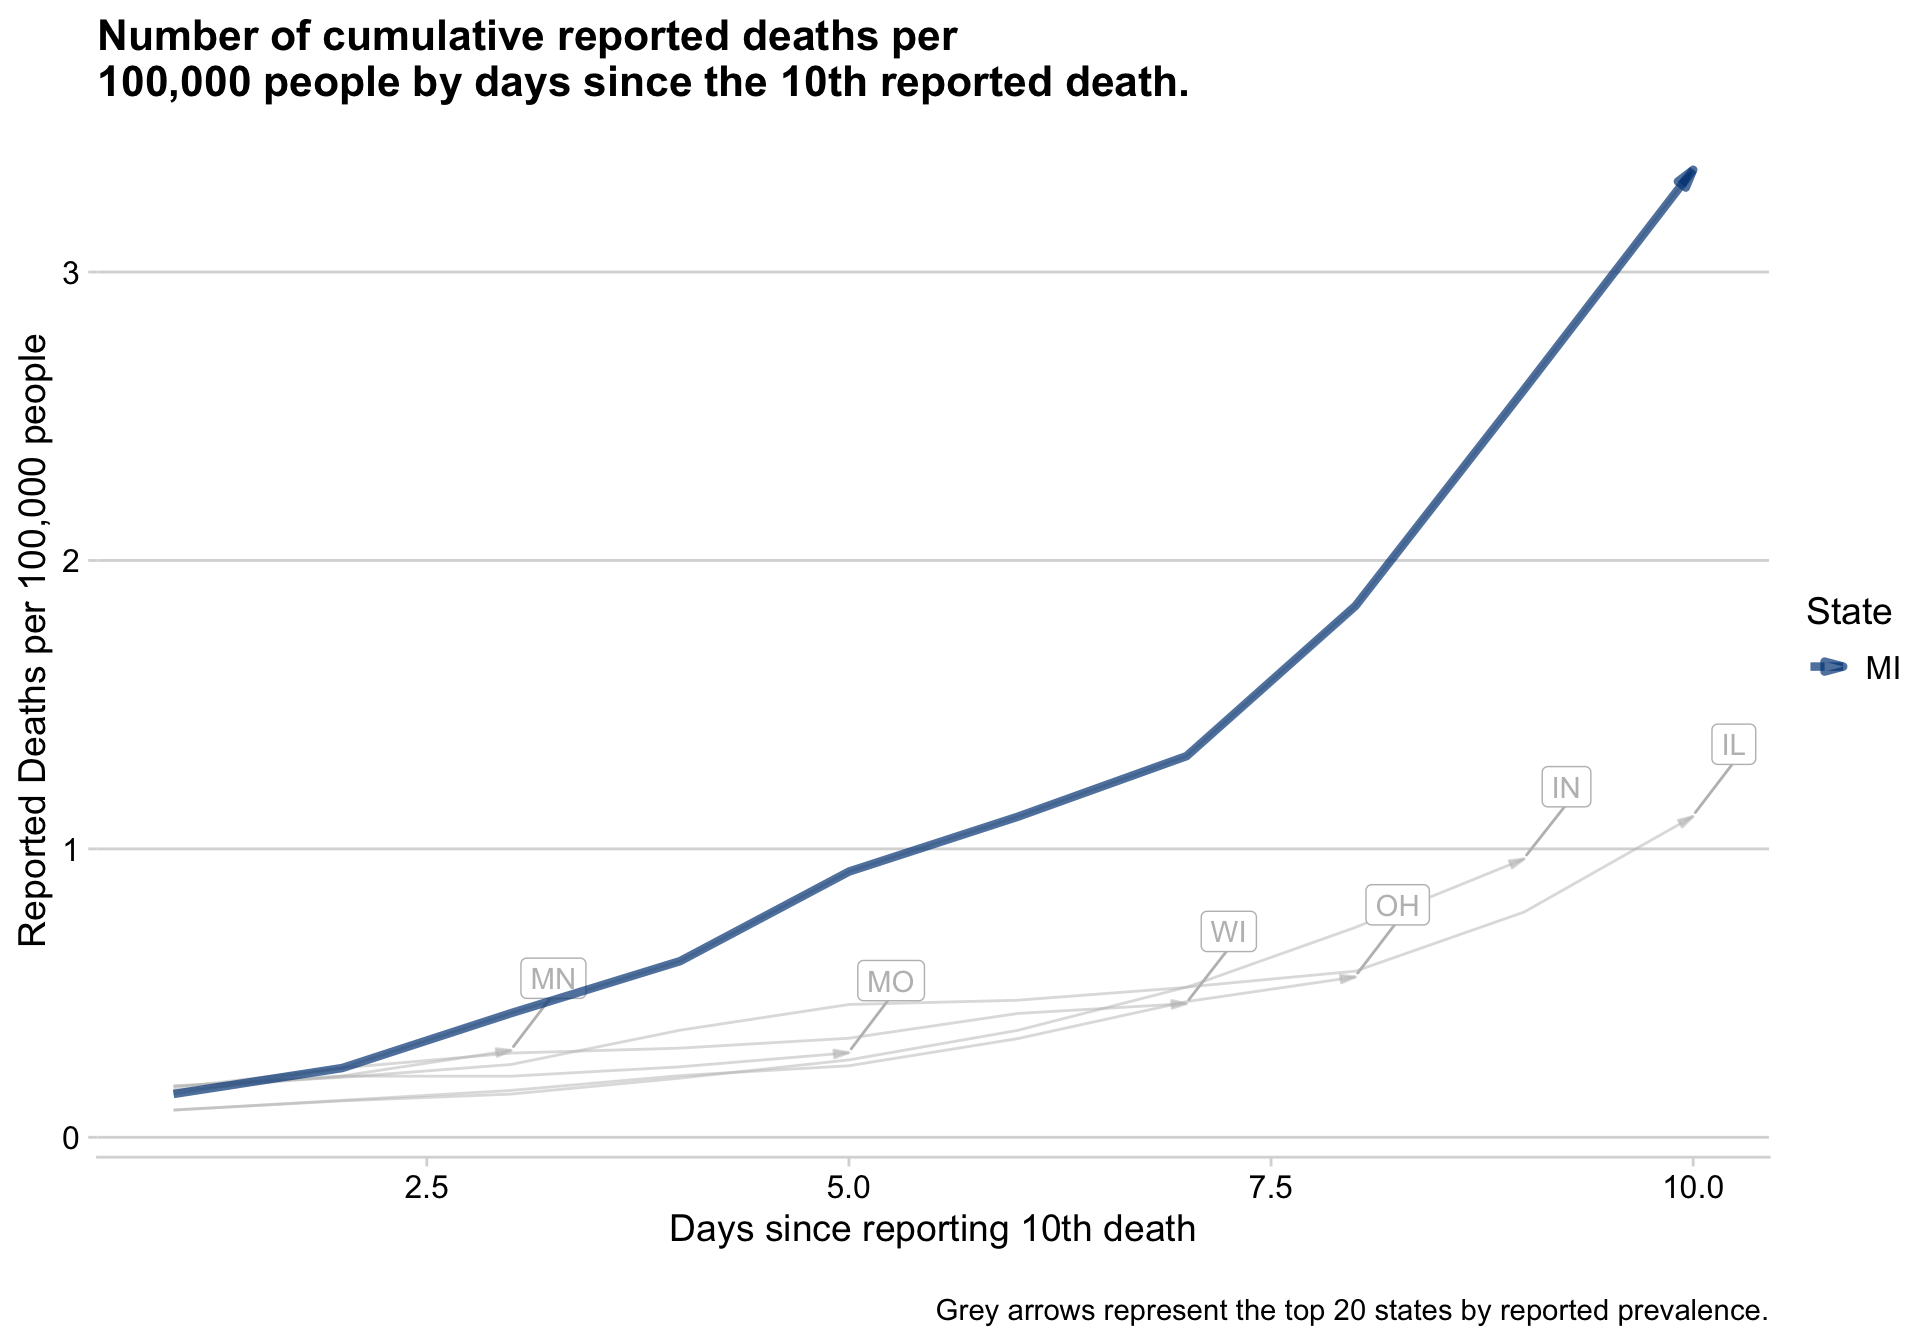 Number of cumulative reported deaths per
100,000 people by days since the 10th reported death.
Reported Deaths per 100,000 people
3
2
1
0
MN
MO
WI
OH
IN
IL
State
MI
2.5
5.0
7.5
10.0
Days since reporting 10th death
Grey arrows represent the top 20 states by reported prevalence.